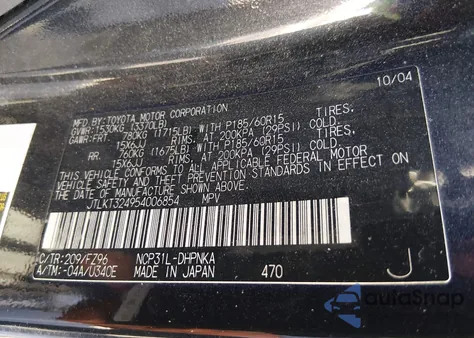 10/04
MFD. BY: TOYOTA MOTOR CORPORATION
GVWR: 1530KG (3370LB)
GAWR: FRT. 780KG (1715LB) WITH P185/60R15 TIRES,
15X6JJ RIMS, AT 200KPA (29PSI) COLD.
RR. 760KG (1675LB) WITH P185/60R15 TIRES,
15X6JJ RIMS, AT 200KPA (29PSI) COLD.
THIS VEHICLE CONFORMS TO ALL APPLICABLE FEDERAL MOTOR
VEHICLE SAFETY STANDARDS IN EFFECT ON THE
DATE OF MANUFACTURE SHOWN ABOVE.
JTLKT324954006854 MPV
C/TR: 209/FZ96 NCP31L-DHPNKA
A/TM: -04A/U340E MADE IN JAPAN 470 J
autoSnap